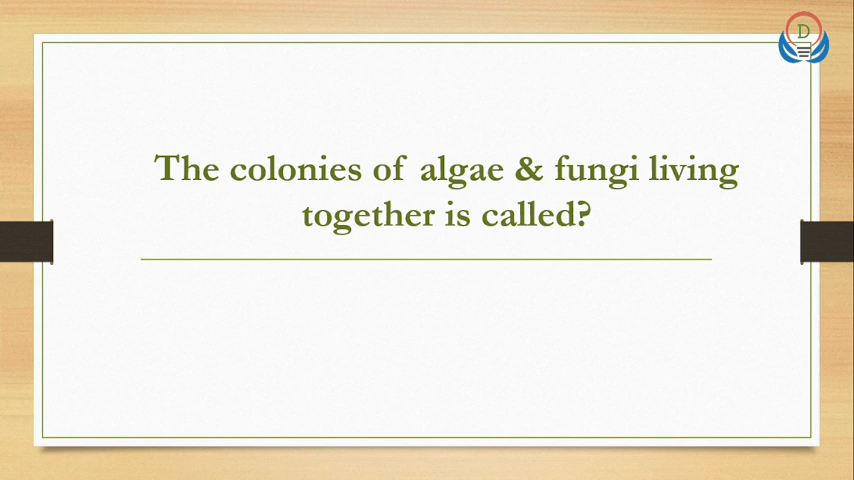 D
The colonies of algae & fungi living
together is called?